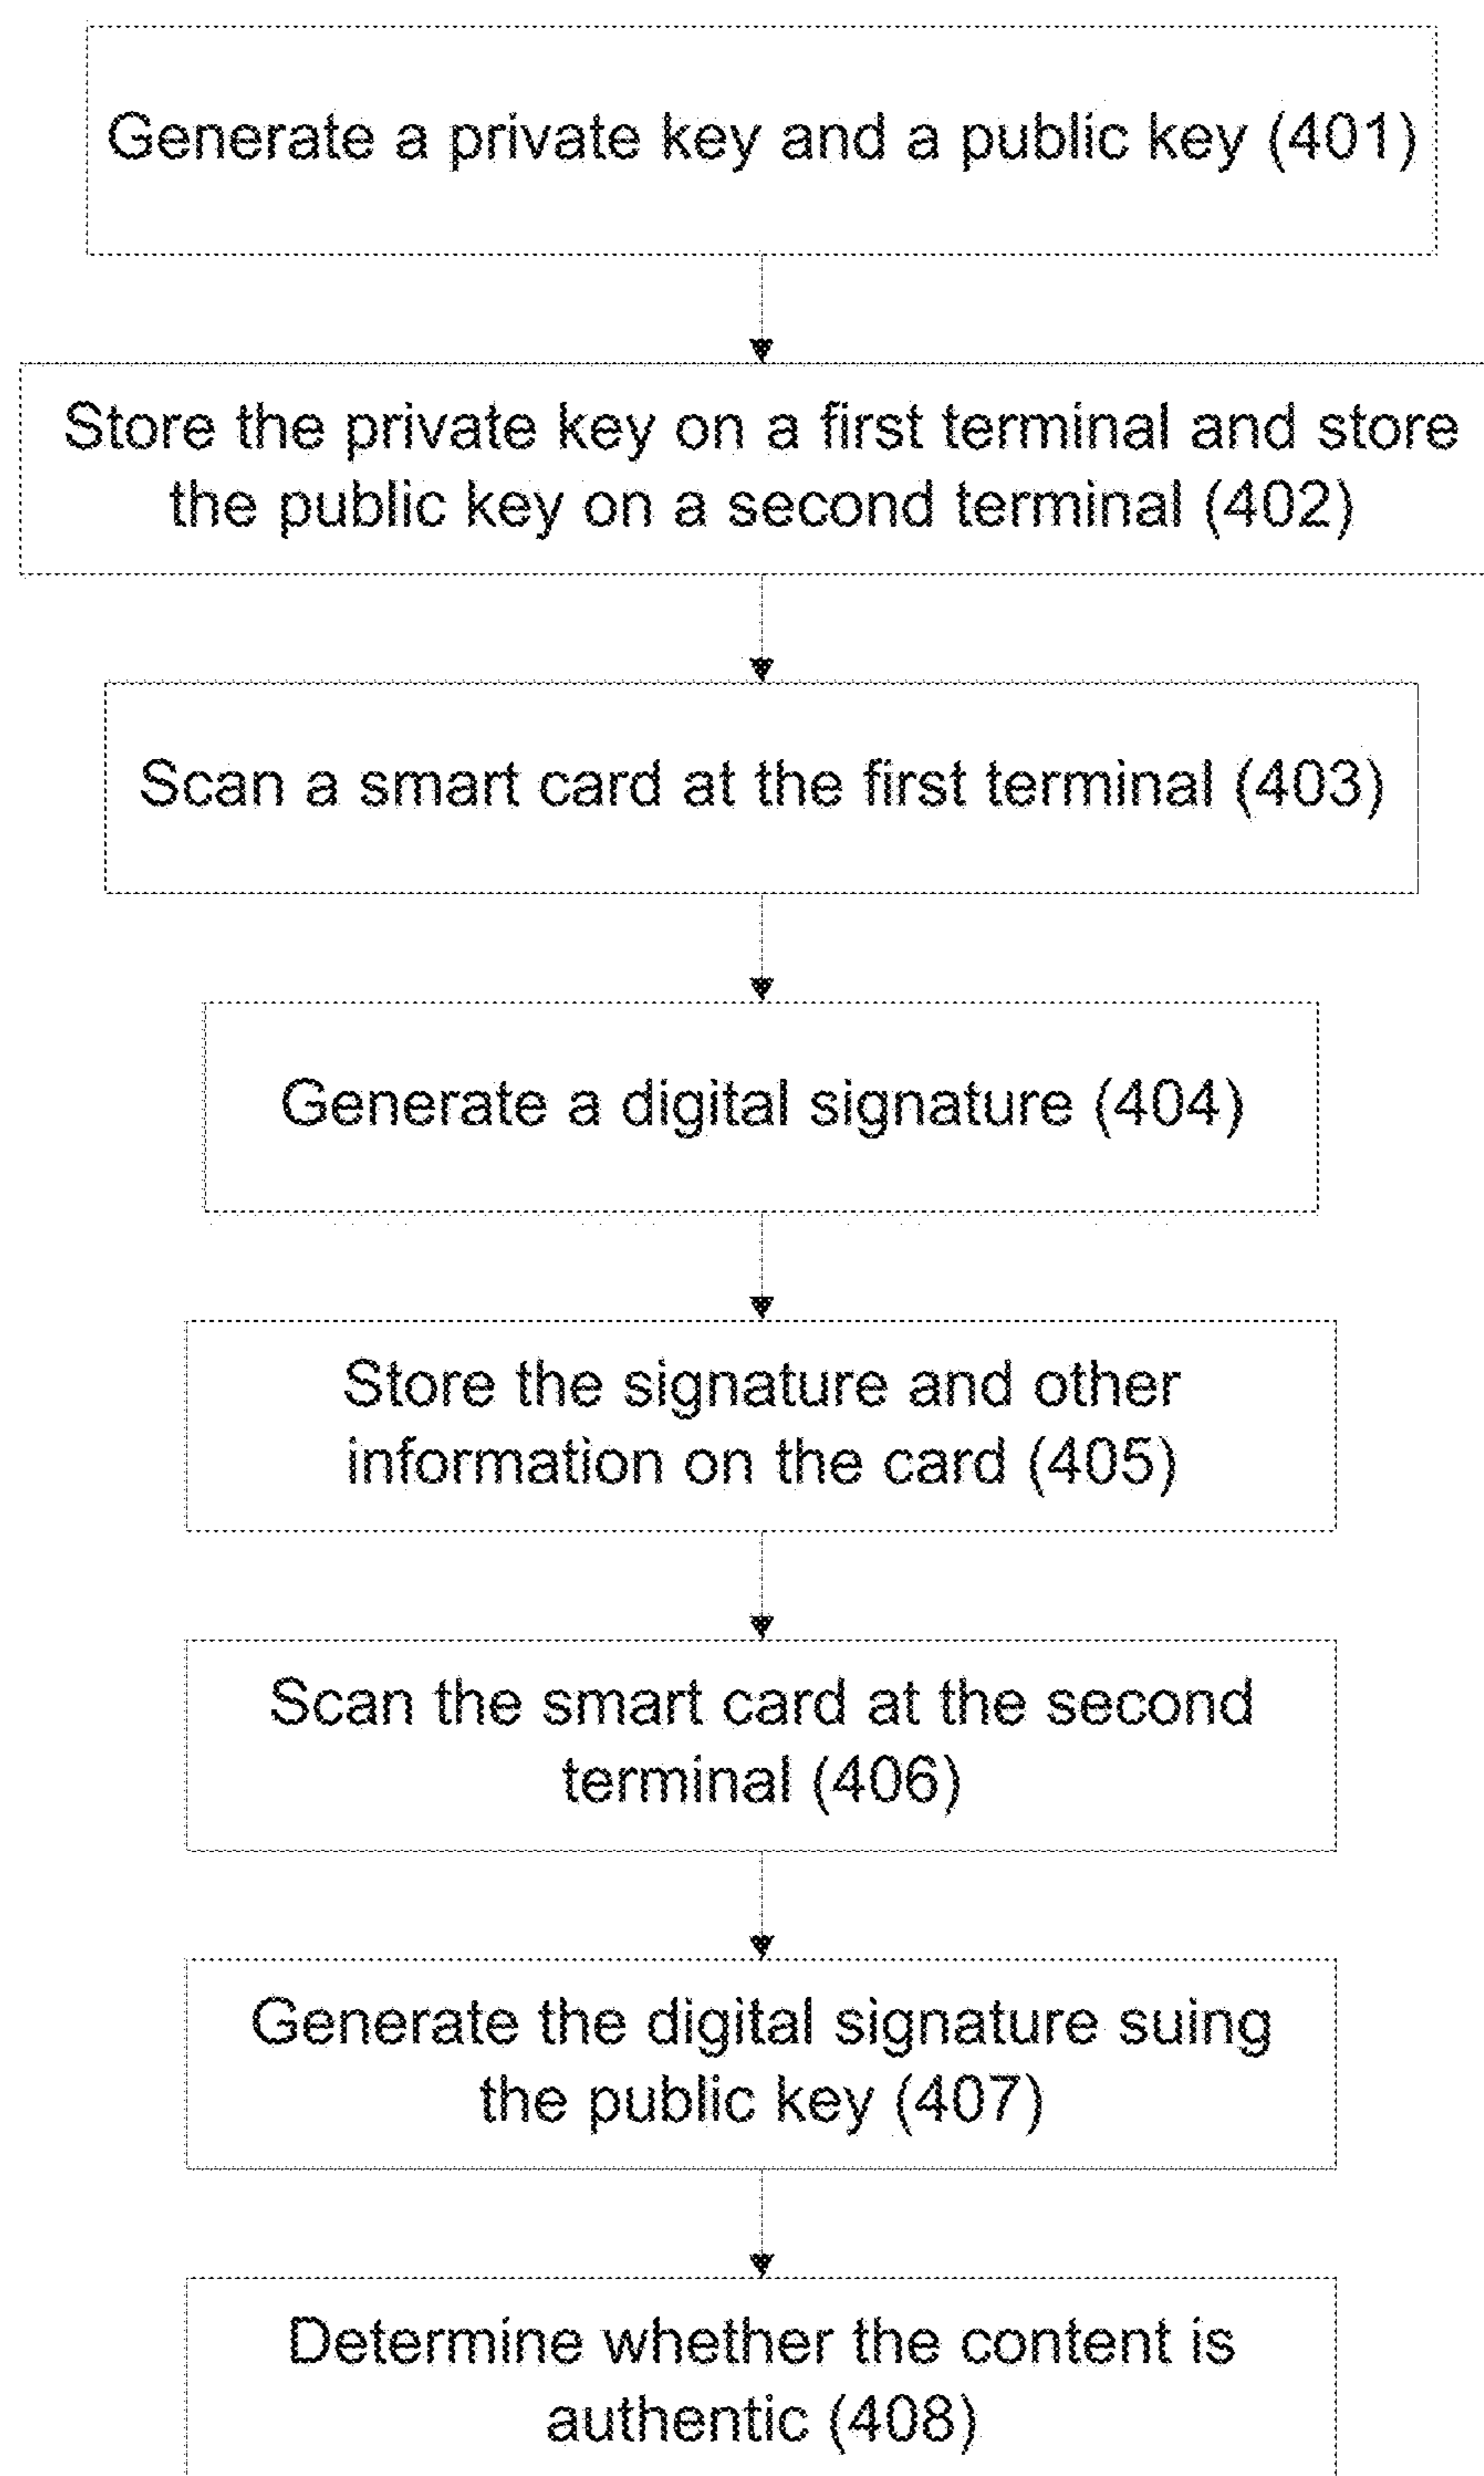 Generate a private key and a public key (401)
Store the private key on a first terminal and store
the public key on a second terminal (402)
Scan a smart card at the first terminal (403)
Generate a digital signature (404)
Store the signature and other
information on the card (405)
Scan the smart card at the second
terminal (406)
Generate the digital signature suing
the public key (407)
Determine whether the content is
authentic (408)